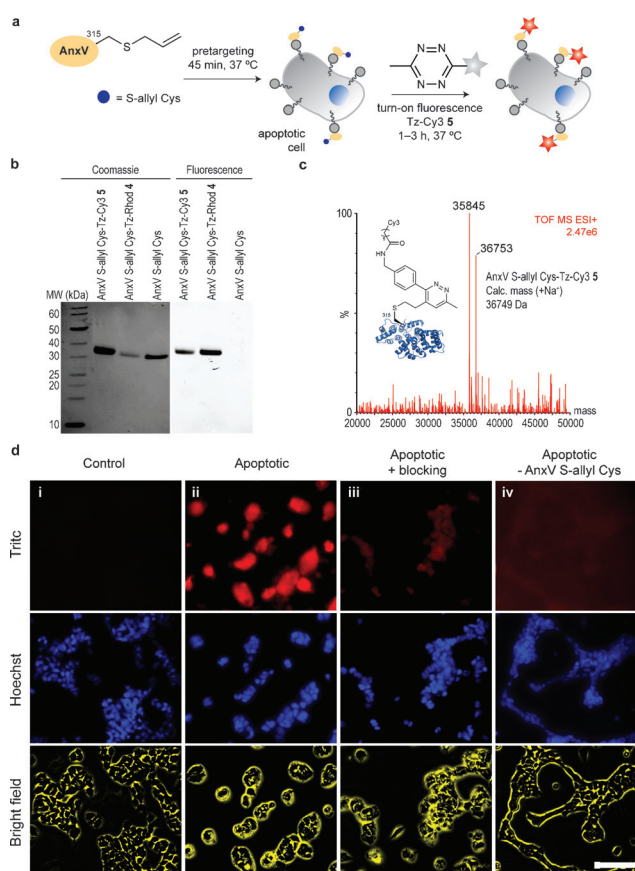 a
315
AnxV
S
= S-allyl Cys
pretargeting
45 min, 37 ºC
apoptotic
cell
N N
N N
turn-on fluorescence
Tz-Cy3 5
1–3 h, 37 ºC
b
Coomassie
Fluorescence
AnxV S-allyl Cys-Tz-Cy3 5
AnxV S-allyl Cys-Tz-Rhod 4
AnxV S-allyl Cys
AnxV S-allyl Cys-Tz-Cy3 5
AnxV S-allyl Cys-Tz-Rhod 4
AnxV S-allyl Cys
MW (kDa)
60
50
40
30
25
20
10
c
35845
36753
TOF MS ESI+
2.47e6
AnxV S-allyl Cys-Tz-Cy3 5
Calc. mass (+Na⁺)
36749 Da
Cy3
O
HN
N
N
S
315
100
%
0
20000 25000 30000 35000 40000 45000 50000 mass
d
Control
Apoptotic
Apoptotic
+ blocking
Apoptotic
- AnxV S-allyl Cys
i
ii
iii
iv
Tritc
Hoechst
Bright field